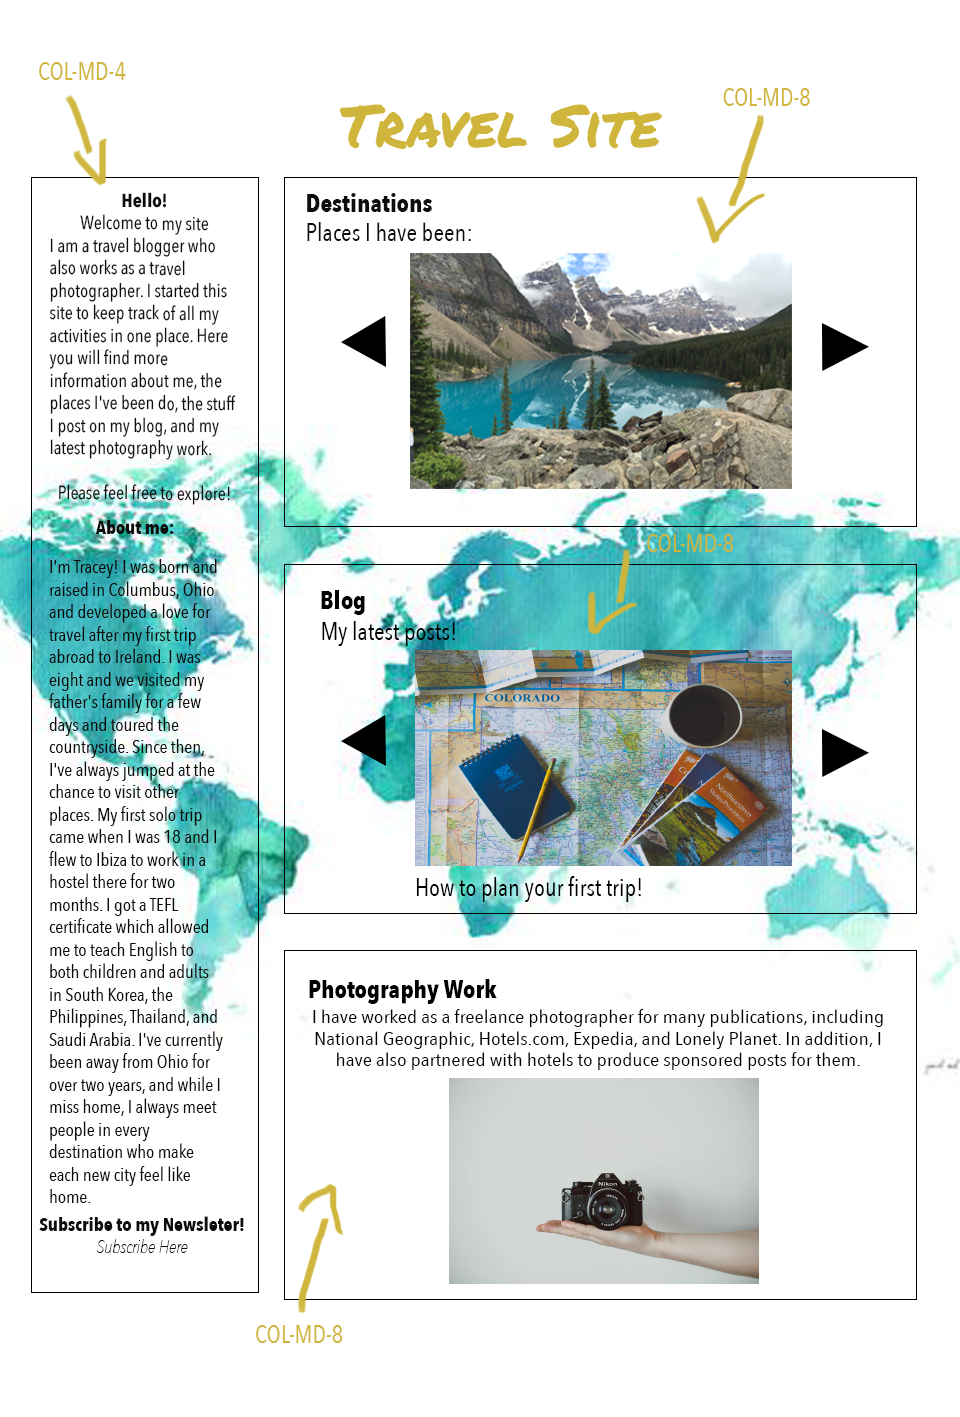 COL-MD-4
COL-MD-8
Travel Site
Hello!
Welcome to my site
I am a travel blogger who
also works as a travel
photographer. I started this
site to keep track of all my
activities in one place. Here
you will find more
information about me, the
places I've been do, the stuff
I post on my blog, and my
latest photography work.
Please feel free to explore!
About me:
I'm Tracey! I was born and
raised in Columbus, Ohio
and developed a love for
travel after my first trip
abroad to Ireland. I was
eight and we visited my
father's family for a few
days and toured the
countryside. Since then,
I've always jumped at the
chance to visit other
places. My first solo trip
came when I was 18 and I
flew to Ibiza to work in a
hostel there for two
months. I got a TEFL
certificate which allowed
me to teach English to
both children and adults
in South Korea, the
Philippines, Thailand, and
Saudi Arabia. I've currently
been away from Ohio for
over two years, and while I
miss home, I always meet
people in every
destination who make
each new city feel like
home.
Subscribe to my Newsleter!
Subscribe Here
Destinations
Places I have been:
COL-MD-8
Blog
My latest posts!
COLORADO
Northwestern
States/Provinces
How to plan your first trip!
Photography Work
I have worked as a freelance photographer for many publications, including
National Geographic, Hotels.com, Expedia, and Lonely Planet. In addition, I
have also partnered with hotels to produce sponsored posts for them.
Nikon
COL-MD-8